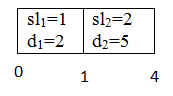 sl₁=1 sl₂=2
d₁=2 d₂=5
0 1 4